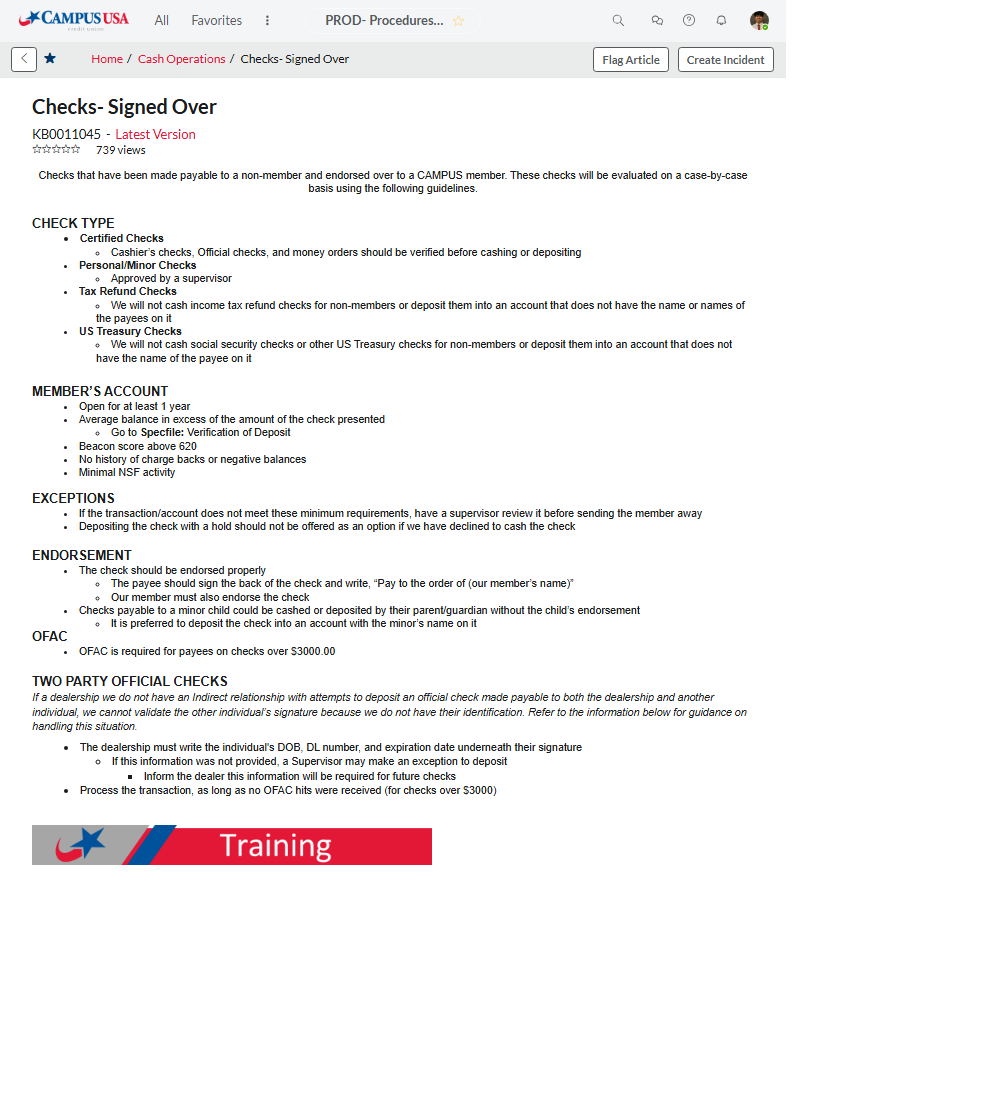 CAMPUS USA All Favorites PROD- Procedures...
credit union
Home / Cash Operations / Checks- Signed Over Flag Article Create Incident
Checks- Signed Over
KB0011045 - Latest Version
739 views
Checks that have been made payable to a non-member and endorsed over to a CAMPUS member. These checks will be evaluated on a case-by-case
basis using the following guidelines.
CHECK TYPE
• Certified Checks
◦ Cashier's checks, Official checks, and money orders should be verified before cashing or depositing
• Personal/Minor Checks
◦ Approved by a supervisor
• Tax Refund Checks
◦ We will not cash income tax refund checks for non-members or deposit them into an account that does not have the name or names of
the payees on it
• US Treasury Checks
◦ We will not cash social security checks or other US Treasury checks for non-members or deposit them into an account that does not
have the name of the payee on it
MEMBER'S ACCOUNT
• Open for at least 1 year
• Average balance in excess of the amount of the check presented
◦ Go to Specfile: Verification of Deposit
• Beacon score above 620
• No history of charge backs or negative balances
• Minimal NSF activity
EXCEPTIONS
• If the transaction/account does not meet these minimum requirements, have a supervisor review it before sending the member away
• Depositing the check with a hold should not be offered as an option if we have declined to cash the check
ENDORSEMENT
• The check should be endorsed properly
◦ The payee should sign the back of the check and write, “Pay to the order of (our member's name)”
◦ Our member must also endorse the check
• Checks payable to a minor child could be cashed or deposited by their parent/guardian without the child's endorsement
◦ It is preferred to deposit the check into an account with the minor's name on it
OFAC
• OFAC is required for payees on checks over $3000.00
TWO PARTY OFFICIAL CHECKS
If a dealership we do not have an Indirect relationship with attempts to deposit an official check made payable to both the dealership and another
individual, we cannot validate the other individual's signature because we do not have their identification. Refer to the information below for guidance on
handling this situation.
• The dealership must write the individual's DOB, DL number, and expiration date underneath their signature
◦ If this information was not provided, a Supervisor may make an exception to deposit
▪ Inform the dealer this information will be required for future checks
• Process the transaction, as long as no OFAC hits were received (for checks over $3000)
Training